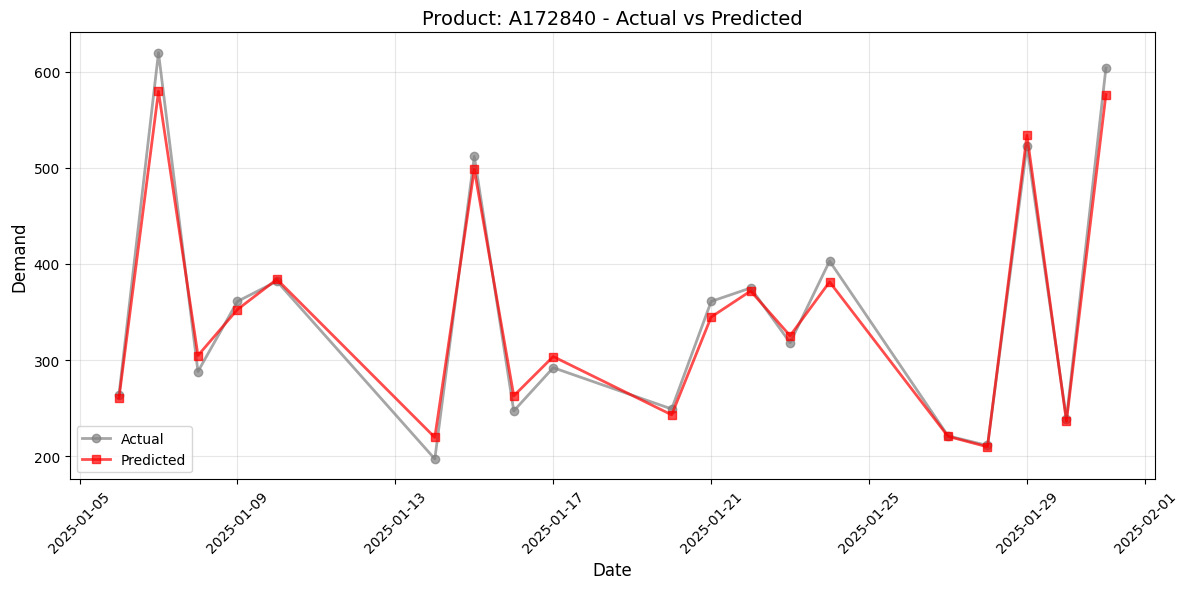 Product: A172840 - Actual vs Predicted
600
500
400
300
200
Demand
Actual
Predicted
2025-01-05
2025-01-09
2025-01-13
2025-01-17
2025-01-21
2025-01-25
2025-01-29
2025-02-01
Date